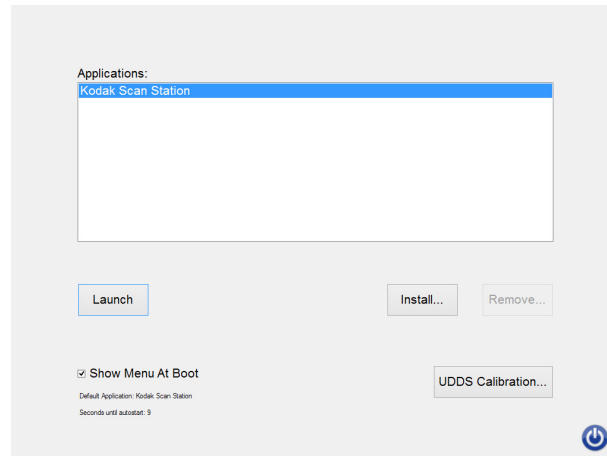 Applications:
Kodak Scan Station
Launch
Install...
Remove...
Show Menu At Boot
UDDS Calibration...
Default Application: Kodak Scan Station
Seconds until autostart: 9